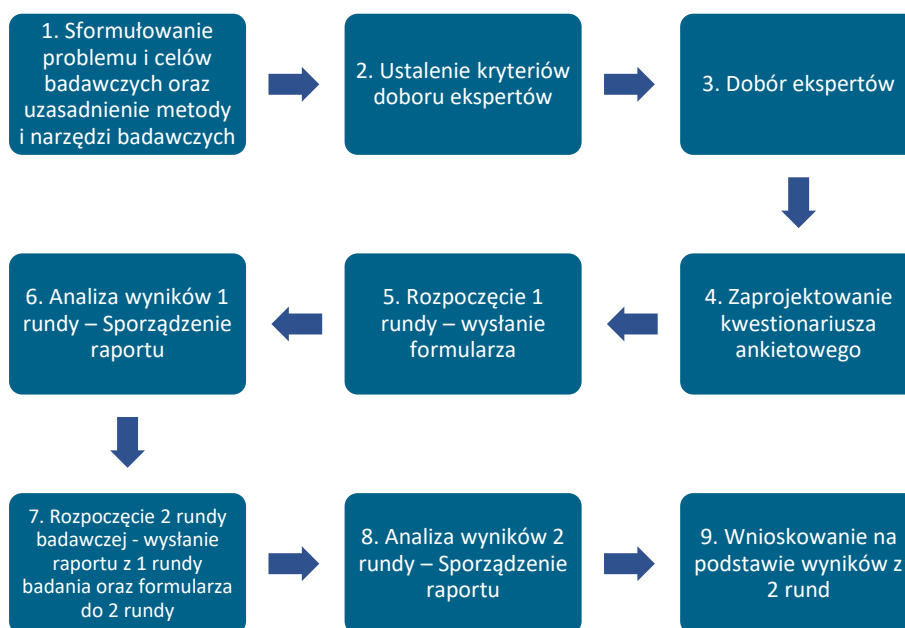 1. Sformułowanie
problemu i celów
badawczych oraz
uzasadnienie metody
i narzędzi badawczych
2. Ustalenie kryteriów
doboru ekspertów
3. Dobór ekspertów
4. Zaprojektowanie
kwestionariusza
ankietowego
5. Rozpoczęcie 1
rundy – wysłanie
formularza
6. Analiza wyników 1
rundy – Sporządzenie
raportu
7. Rozpoczęcie 2 rundy
badawczej - wysłanie
raportu z 1 rundy
badania oraz formularza
do 2 rundy
8. Analiza wyników 2
rundy – Sporządzenie
raportu
9. Wnioskowanie na
podstawie wyników z
2 rund